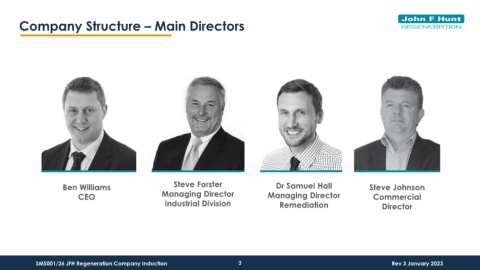 Company Structure – Main Directors
John F Hunt
REGENERATION
Ben Williams
CEO
Steve Forster
Managing Director
Industrial Division
Dr Samuel Hall
Managing Director
Remediation
Steve Johnson
Commercial
Director
SMS001/26 JFH Regeneration Company Induction
3
Rev 3 January 2023